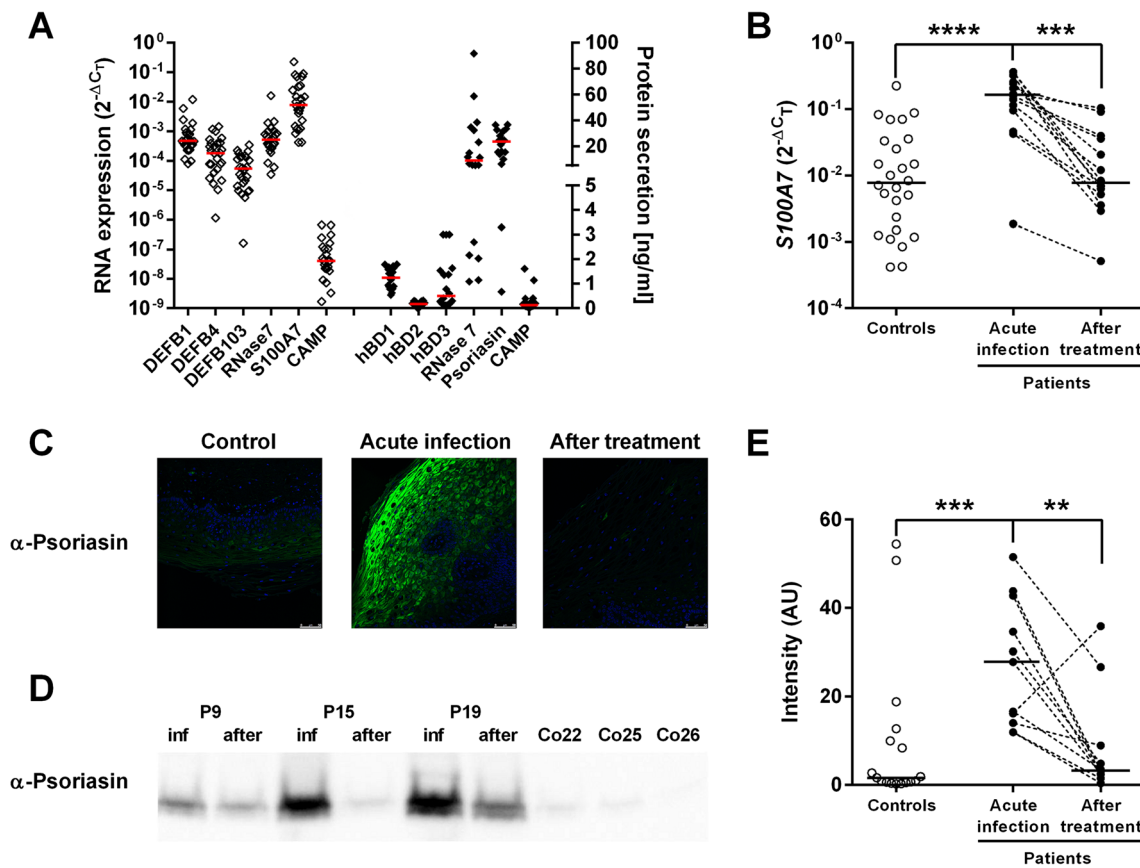 A
RNA expression (2^-ΔCT)
10^0
10^-1
10^-2
10^-3
10^-4
10^-5
10^-6
10^-7
10^-8
10^-9
DEFB1
DEFB4
DEFB103
RNase7
S100A7
CAMP
hBD1
hBD2
hBD3
RNase 7
Psoriasin
CAMP
100
80
60
40
20
5
4
3
2
1
0
Protein secretion [ng/ml]
B
**** ***
S100A7 (2^-ΔCT)
10^0
10^-1
10^-2
10^-3
10^-4
Controls
Acute infection
After treatment
Patients
C
Control Acute infection After treatment
α-Psoriasin
D
P9 P15 P19
inf after inf after inf after Co22 Co25 Co26
α-Psoriasin
E
*** **
Intensity (AU)
60
40
20
0
Controls
Acute infection
After treatment
Patients